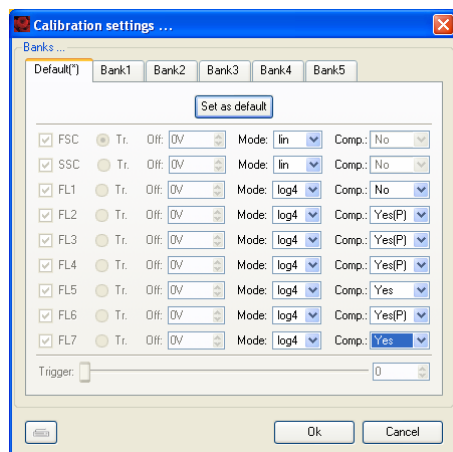 Calibration settings ...
Banks ...
Default(*) Bank1 Bank2 Bank3 Bank4 Bank5
Set as default
FSC Tr. Off: 0V Mode: lin Comp.: No
SSC Tr. Off: 0V Mode: lin Comp.: No
FL1 Tr. Off: 0V Mode: log4 Comp.: No
FL2 Tr. Off: 0V Mode: log4 Comp.: Yes(P)
FL3 Tr. Off: 0V Mode: log4 Comp.: Yes(P)
FL4 Tr. Off: 0V Mode: log4 Comp.: Yes(P)
FL5 Tr. Off: 0V Mode: log4 Comp.: Yes
FL6 Tr. Off: 0V Mode: log4 Comp.: Yes(P)
FL7 Tr. Off: 0V Mode: log4 Comp.: Yes
Trigger: 0
Ok Cancel